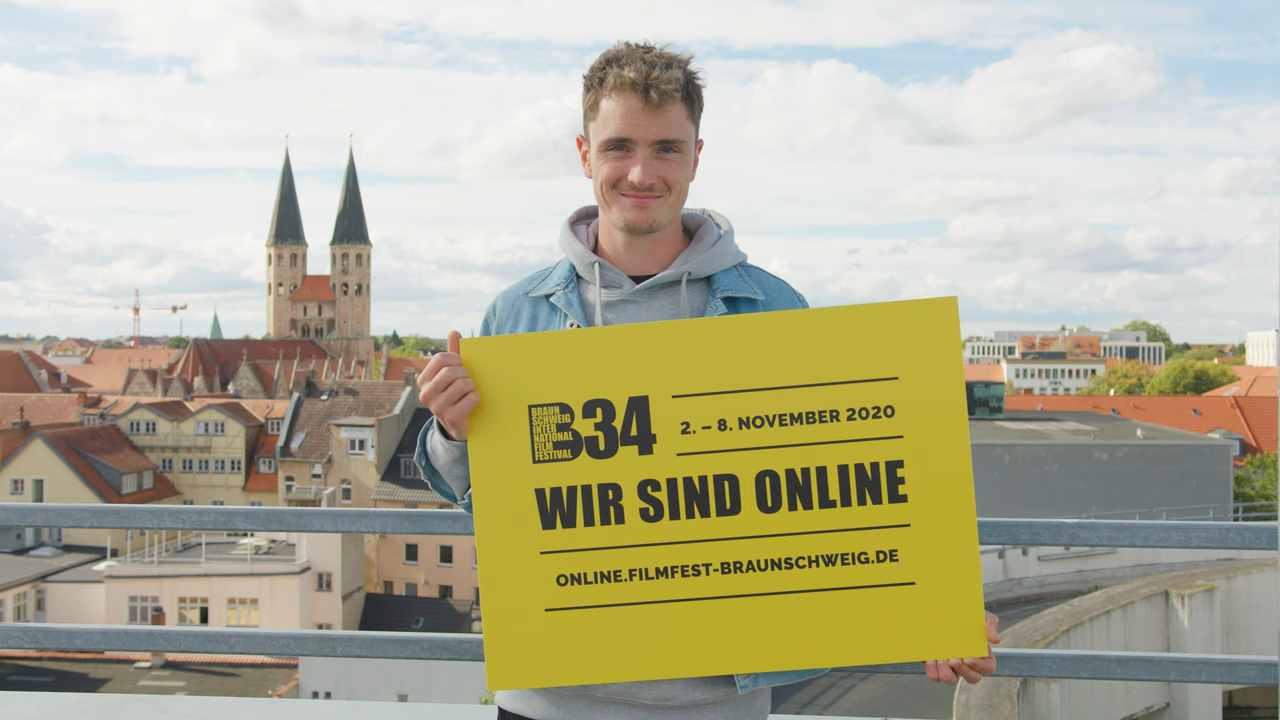 BRAUN
SCHWEIG
INTER
NATIONAL
FILM
FESTIVAL
B34
2. – 8. NOVEMBER 2020
WIR SIND ONLINE
ONLINE.FILMFEST-BRAUNSCHWEIG.DE